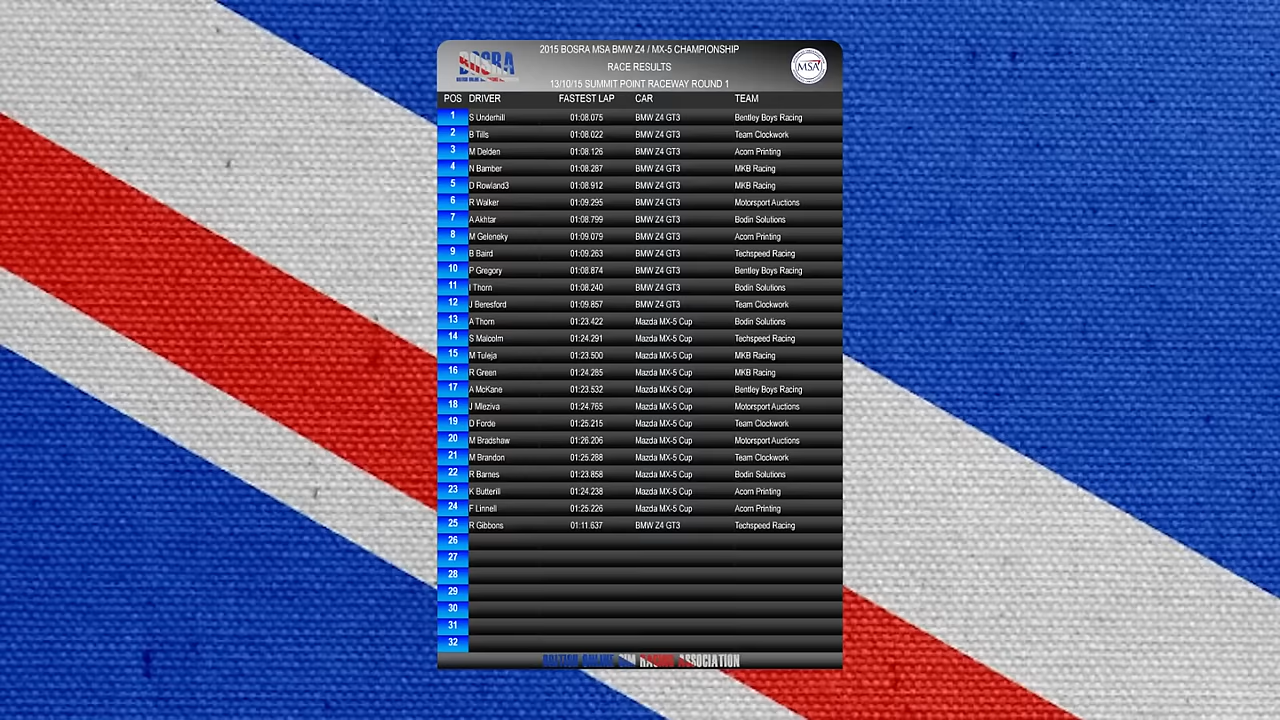 BOSRA
2015 BOSRA MSA BMW Z4 / MX-5 CHAMPIONSHIP
RACE RESULTS
13/10/15 SUMMIT POINT RACEWAY ROUND 1
MSA
POS DRIVER FASTEST LAP CAR TEAM
1 S Underhill 01:08.075 BMW Z4 GT3 Bentley Boys Racing
2 B Tills 01:08.022 BMW Z4 GT3 Team Clockwork
3 M Delden 01:08.126 BMW Z4 GT3 Acorn Printing
4 N Bamber 01:08.287 BMW Z4 GT3 MKB Racing
5 D Rowland3 01:08.912 BMW Z4 GT3 MKB Racing
6 R Walker 01:09.295 BMW Z4 GT3 Motorsport Auctions
7 A Akhtar 01:08.799 BMW Z4 GT3 Bodin Solutions
8 M Geleneky 01:09.079 BMW Z4 GT3 Acorn Printing
9 B Baird 01:09.263 BMW Z4 GT3 Techspeed Racing
10 P Gregory 01:08.874 BMW Z4 GT3 Bentley Boys Racing
11 I Thorn 01:08.240 BMW Z4 GT3 Bodin Solutions
12 J Beresford 01:09.857 BMW Z4 GT3 Team Clockwork
13 A Thorn 01:23.422 Mazda MX-5 Cup Bodin Solutions
14 S Malcolm 01:24.291 Mazda MX-5 Cup Techspeed Racing
15 M Tuleja 01:23.500 Mazda MX-5 Cup MKB Racing
16 R Green 01:24.285 Mazda MX-5 Cup MKB Racing
17 A McKane 01:23.532 Mazda MX-5 Cup Bentley Boys Racing
18 J Mleziva 01:24.765 Mazda MX-5 Cup Motorsport Auctions
19 D Forde 01:25.215 Mazda MX-5 Cup Team Clockwork
20 M Bradshaw 01:26.206 Mazda MX-5 Cup Motorsport Auctions
21 M Brandon 01:25.288 Mazda MX-5 Cup Team Clockwork
22 R Barnes 01:23.858 Mazda MX-5 Cup Bodin Solutions
23 K Butterill 01:24.238 Mazda MX-5 Cup Acorn Printing
24 F Linnell 01:25.226 Mazda MX-5 Cup Acorn Printing
25 R Gibbons 01:11.637 BMW Z4 GT3 Techspeed Racing
26
27
28
29
30
31
32
BRITISH ONLINE SIM RACING ASSOCIATION